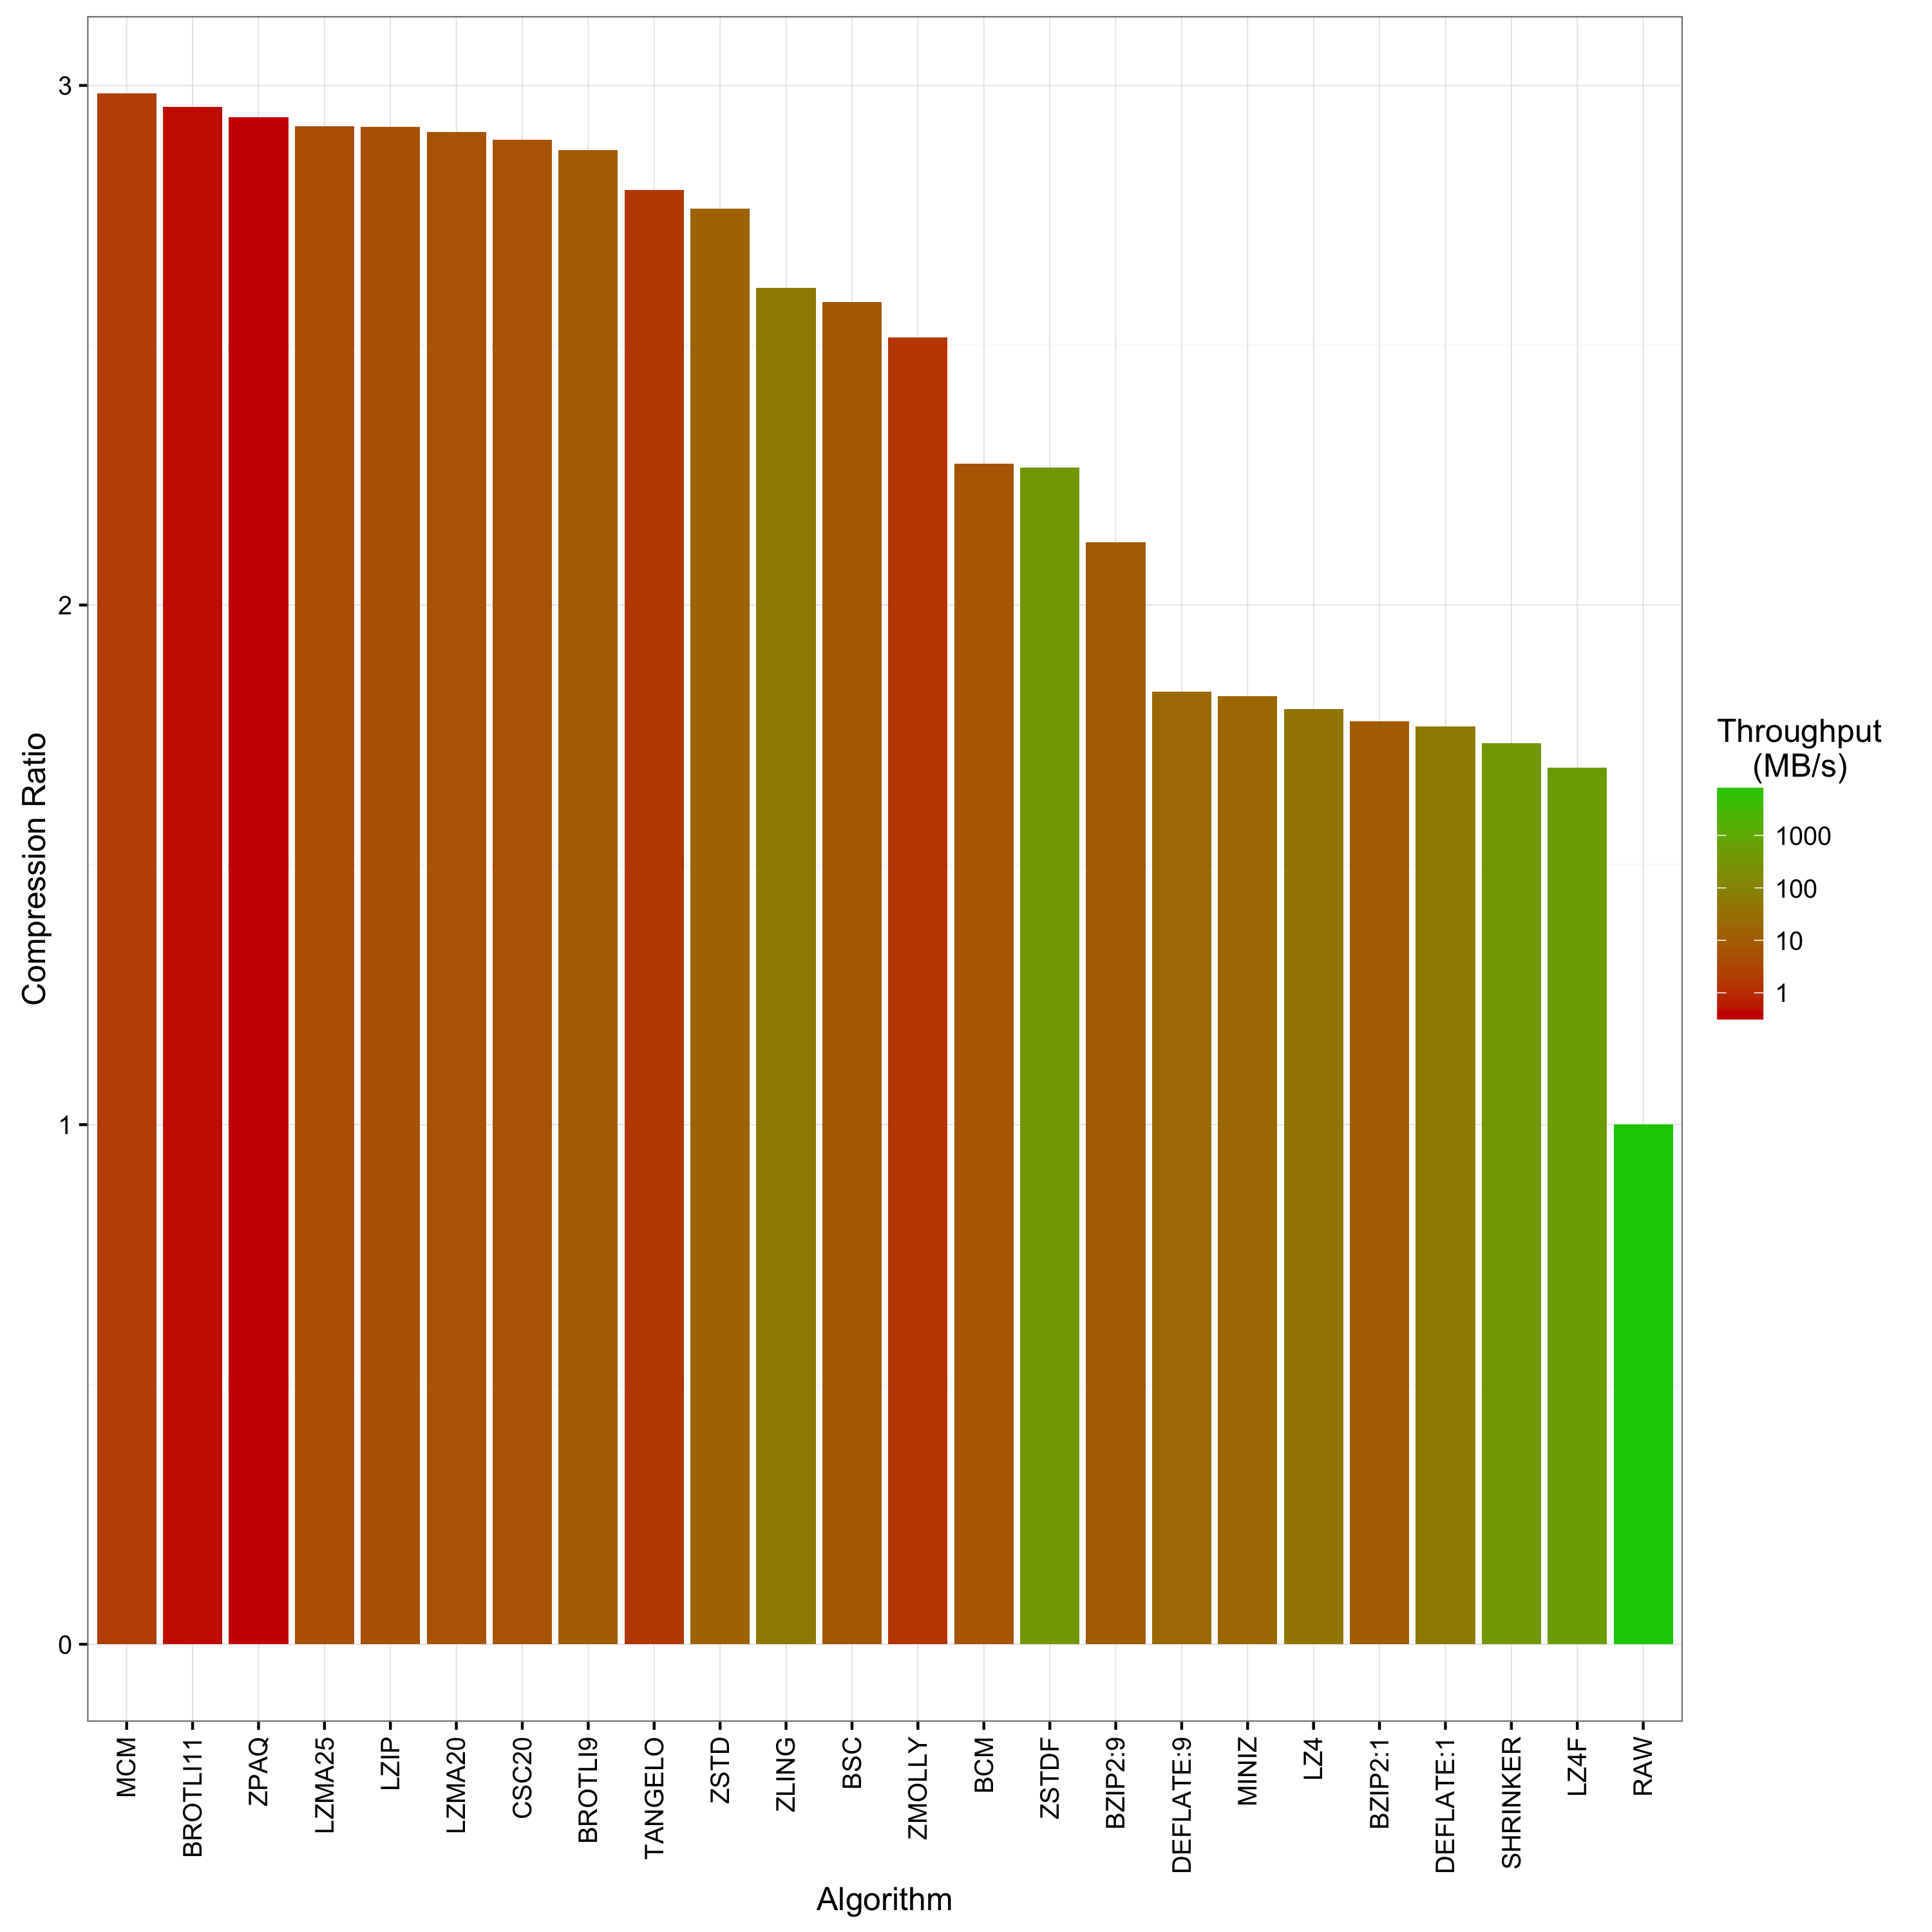 Compression Ratio
3
2
1
0
MCM
BROTLI11
ZPAQ
LZMA25
LZIP
LZMA20
CSC20
BROTLI9
TANGELO
ZSTD
ZLING
BSC
ZMOLLY
BCM
ZSTDF
BZIP2:9
DEFLATE:9
MINIZ
LZ4
BZIP2:1
DEFLATE:1
SHRINKER
LZ4F
RAW
Algorithm
Throughput
(MB/s)
1000
100
10
1